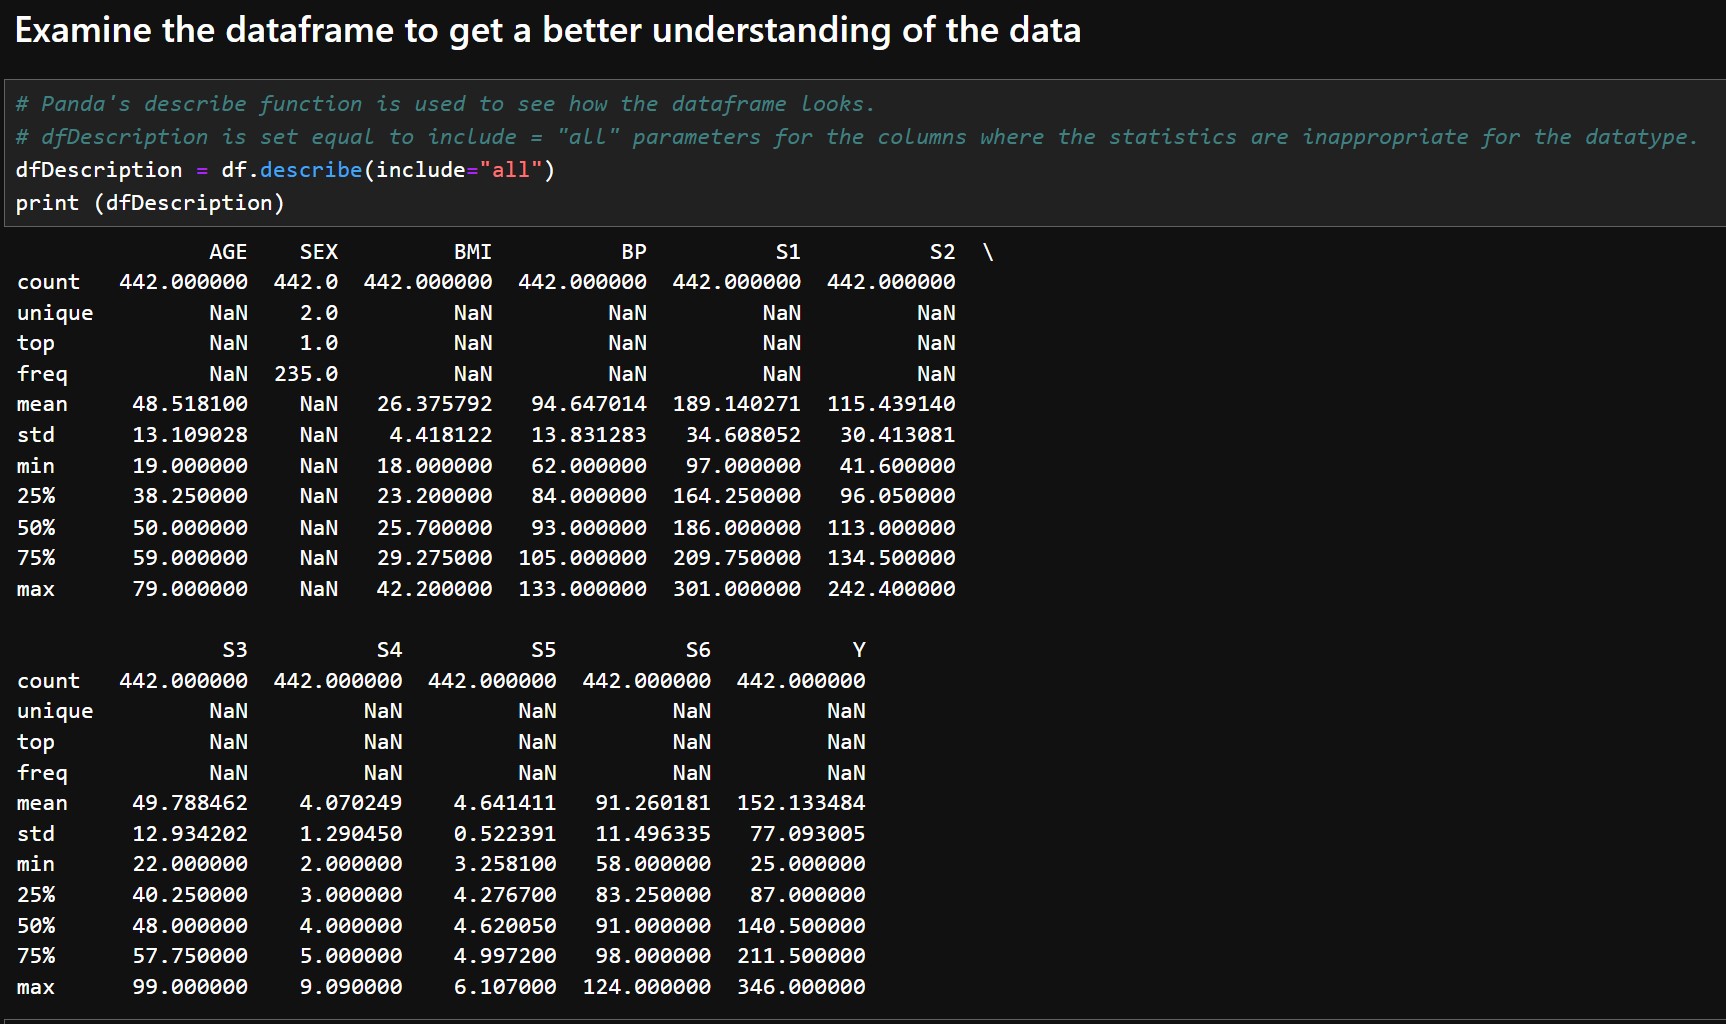 Examine the dataframe to get a better understanding of the data
# Panda's describe function is used to see how the dataframe looks.
# dfDescription is set equal to include = "all" parameters for the columns where the statistics are inappropriate for the datatype.
dfDescription = df.describe(include="all")
print (dfDescription)
AGE SEX BMI BP S1 S2 \
count 442.000000 442.0 442.000000 442.000000 442.000000 442.000000
unique NaN 2.0 NaN NaN NaN NaN
top NaN 1.0 NaN NaN NaN NaN
freq NaN 235.0 NaN NaN NaN NaN
mean 48.518100 NaN 26.375792 94.647014 189.140271 115.439140
std 13.109028 NaN 4.418122 13.831283 34.608052 30.413081
min 19.000000 NaN 18.000000 62.000000 97.000000 41.600000
25% 38.250000 NaN 23.200000 84.000000 164.250000 96.050000
50% 50.000000 NaN 25.700000 93.000000 186.000000 113.000000
75% 59.000000 NaN 29.275000 105.000000 209.750000 134.500000
max 79.000000 NaN 42.200000 133.000000 301.000000 242.400000
S3 S4 S5 S6 Y
count 442.000000 442.000000 442.000000 442.000000 442.000000
unique NaN NaN NaN NaN NaN
top NaN NaN NaN NaN NaN
freq NaN NaN NaN NaN NaN
mean 49.788462 4.070249 4.641411 91.260181 152.133484
std 12.934202 1.290450 0.522391 11.496335 77.093005
min 22.000000 2.000000 3.258100 58.000000 25.000000
25% 40.250000 3.000000 4.276700 83.250000 87.000000
50% 48.000000 4.000000 4.620050 91.000000 140.500000
75% 57.750000 5.000000 4.997200 98.000000 211.500000
max 99.000000 9.090000 6.107000 124.000000 346.000000